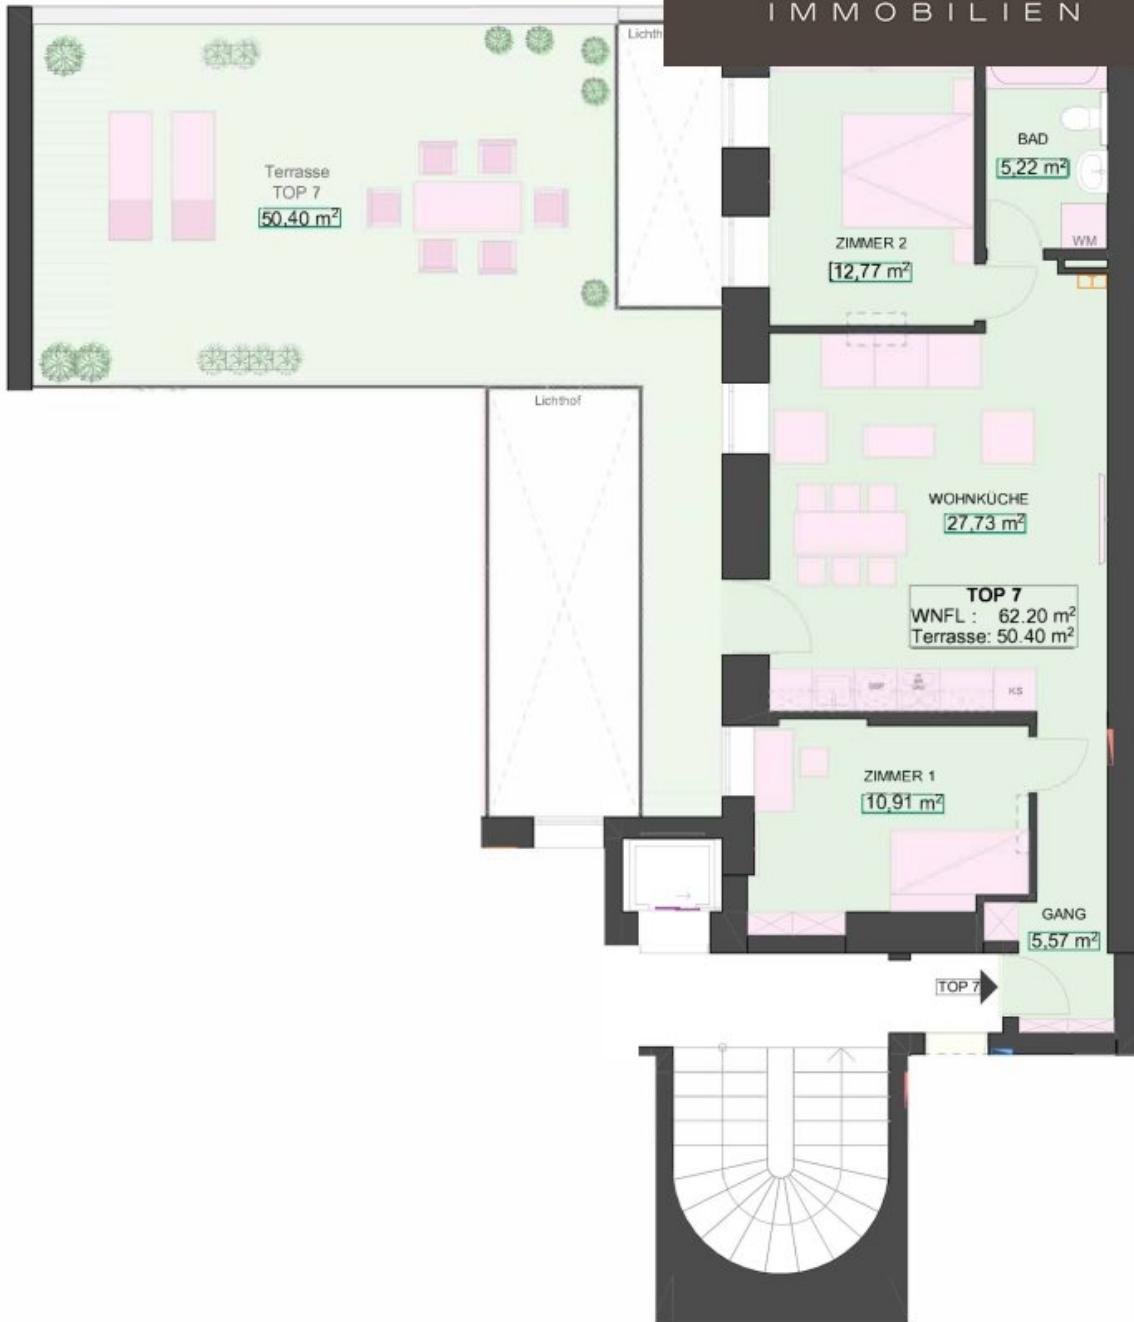 IMMOBILIEN
Lichth
BAD
5,22 m²
Terrasse
TOP 7
50,40 m²
WM
ZIMMER 2
12,77 m²
Lichthof
WOHNKÜCHE
27,73 m²
TOP 7
WNFL : 62.20 m²
Terrasse: 50.40 m²
KS
ZIMMER 1
10,91 m²
GANG
5,57 m²
TOP 7